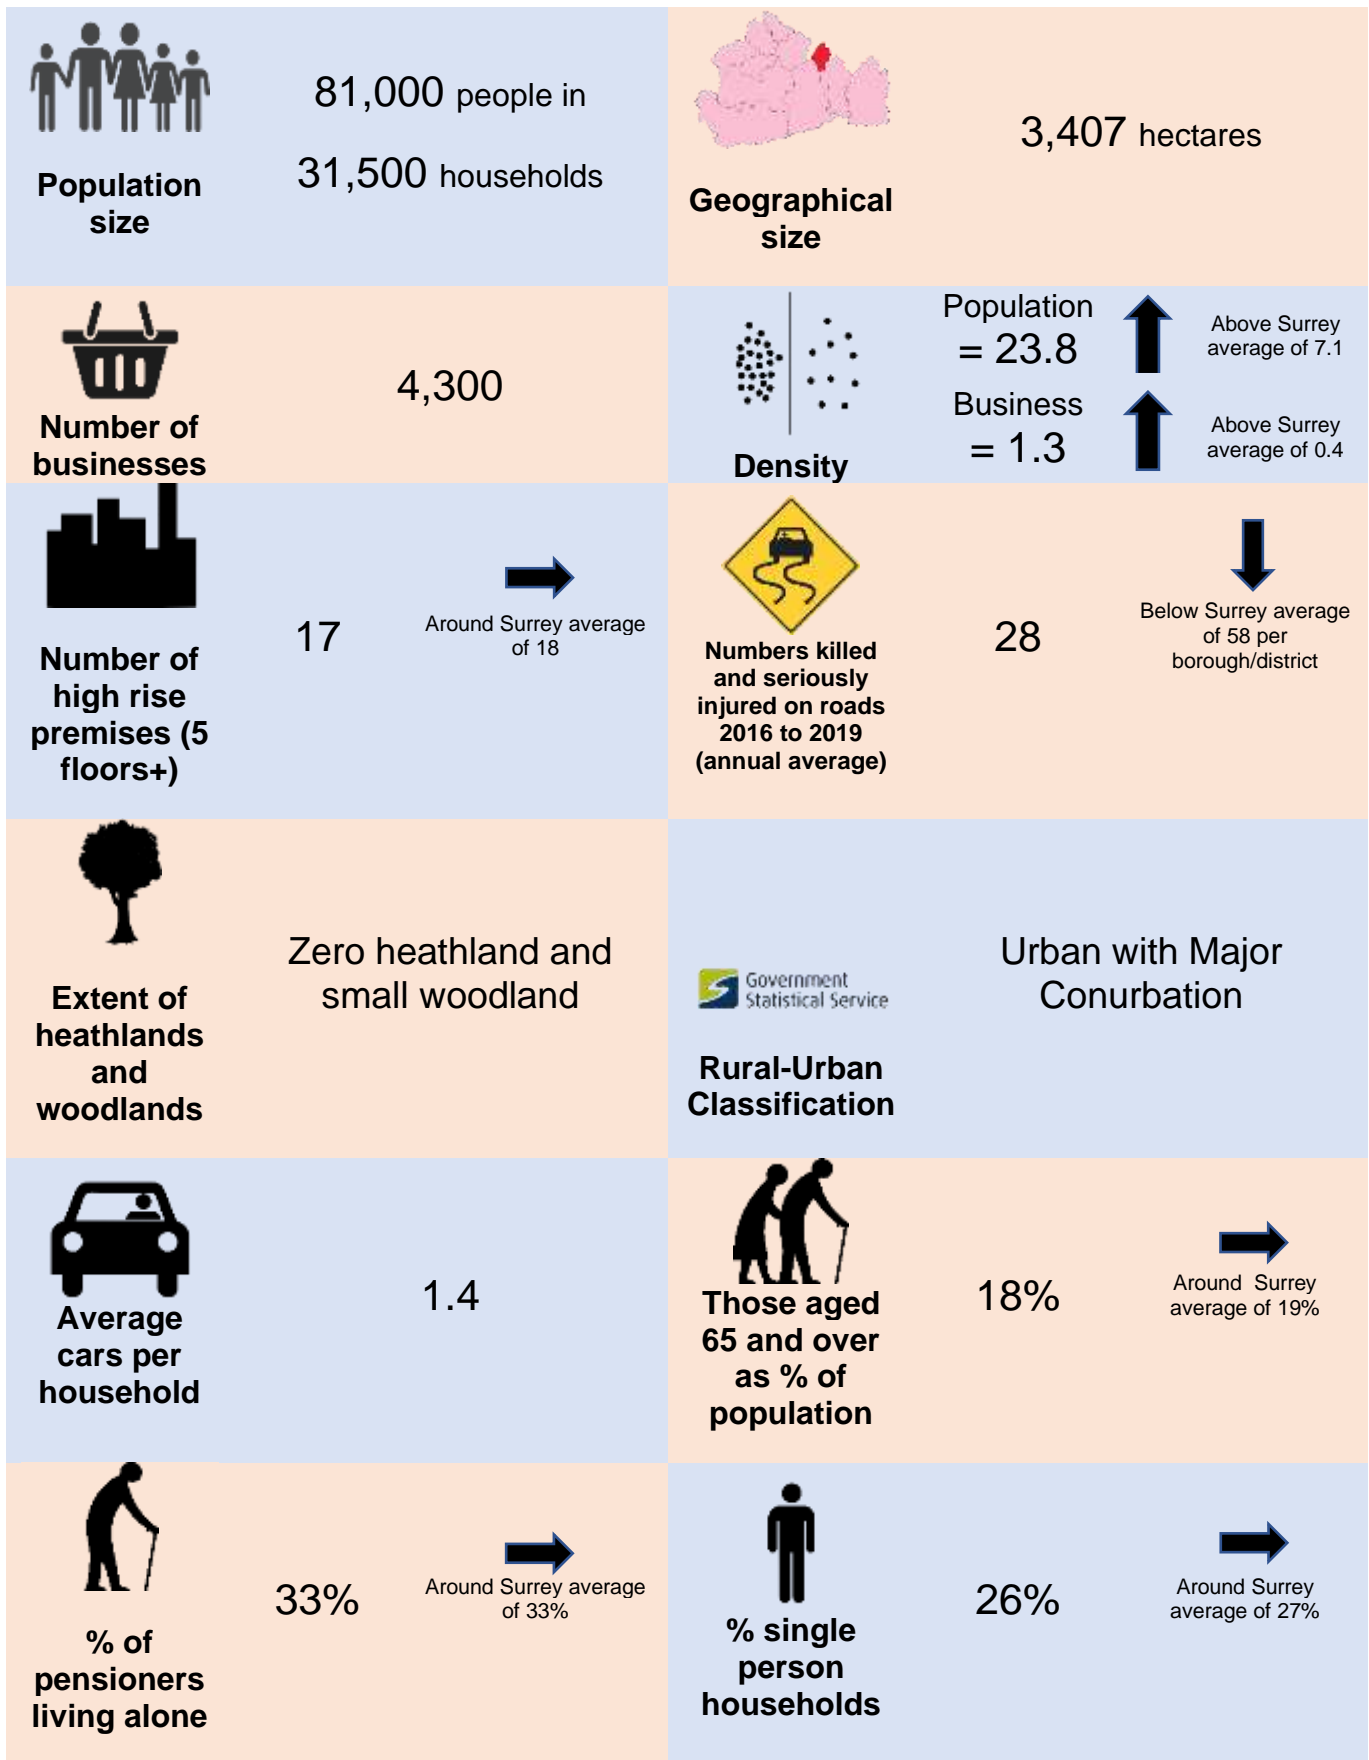 81,000 people in
31,500 households
Population
size
3,407 hectares
Geographical
size
4,300
Number of
businesses
Population
= 23.8
Above Surrey
average of 7.1
Business
= 1.3
Above Surrey
average of 0.4
Density
17
Around Surrey average
of 18
Number of
high rise
premises (5
floors+)
28
Below Surrey average
of 58 per
borough/district
Numbers killed
and seriously
injured on roads
2016 to 2019
(annual average)
Zero heathland and
small woodland
Extent of
heathlands
and
woodlands
Urban with Major
Conurbation
Government
Statistical Service
Rural-Urban
Classification
1.4
Average
cars per
household
18%
Around Surrey
average of 19%
Those aged
65 and over
as % of
population
33%
Around Surrey average
of 33%
% of
pensioners
living alone
26%
Around Surrey
average of 27%
% single
person
households